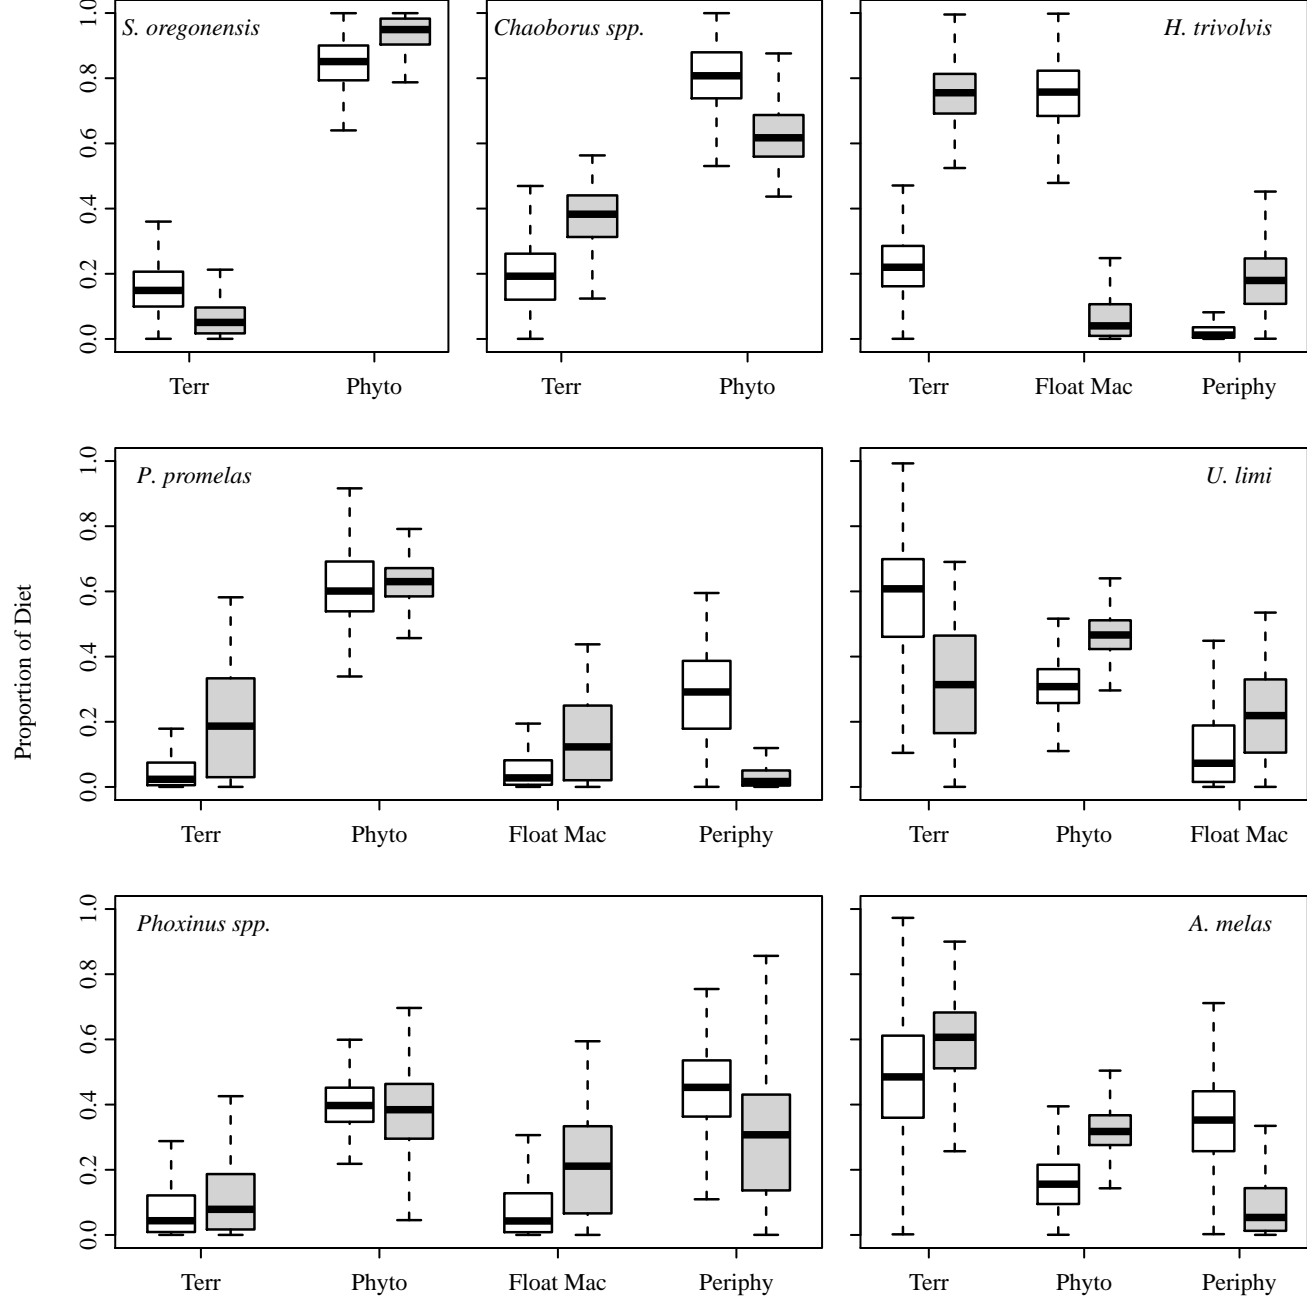 S. oregonensis
Chaoborus spp.
H. trivolvis
1.0
0.8
0.6
0.4
0.2
0.0
Terr Phyto
Terr Phyto
Terr Float Mac Periphy
Proportion of Diet
P. promelas
U. limi
1.0
0.8
0.6
0.4
0.2
0.0
Terr Phyto Float Mac Periphy
Terr Phyto Float Mac
Phoxinus spp.
A. melas
1.0
0.8
0.6
0.4
0.2
0.0
Terr Phyto Float Mac Periphy
Terr Phyto Periphy